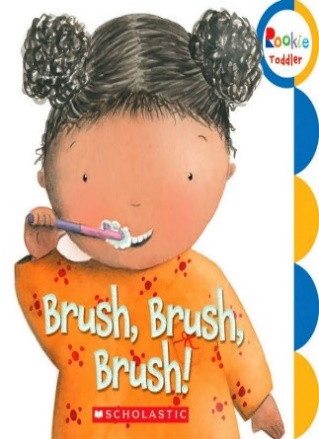 Rookie
Toddler
Brush, Brush,
Brush!
SCHOLASTIC